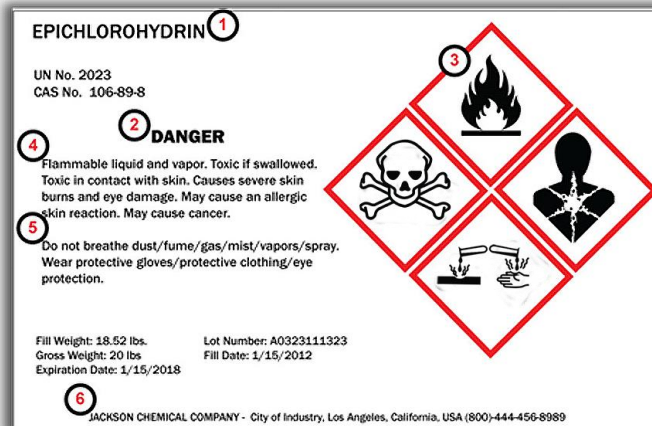 EPICHLOROHYDRIN 1
UN No. 2023
CAS No. 106-89-8
2
DANGER
3
4
Flammable liquid and vapor. Toxic if swallowed.
Toxic in contact with skin. Causes severe skin
burns and eye damage. May cause an allergic
skin reaction. May cause cancer.
5
Do not breathe dust/fume/gas/mist/vapors/spray.
Wear protective gloves/protective clothing/eye
protection.
Fill Weight: 18.52 lbs. Lot Number: A0323111323
Gross Weight: 20 lbs Fill Date: 1/15/2012
Expiration Date: 1/15/2018
6
JACKSON CHEMICAL COMPANY - City of Industry, Los Angeles, California, USA (800)-444-456-8989